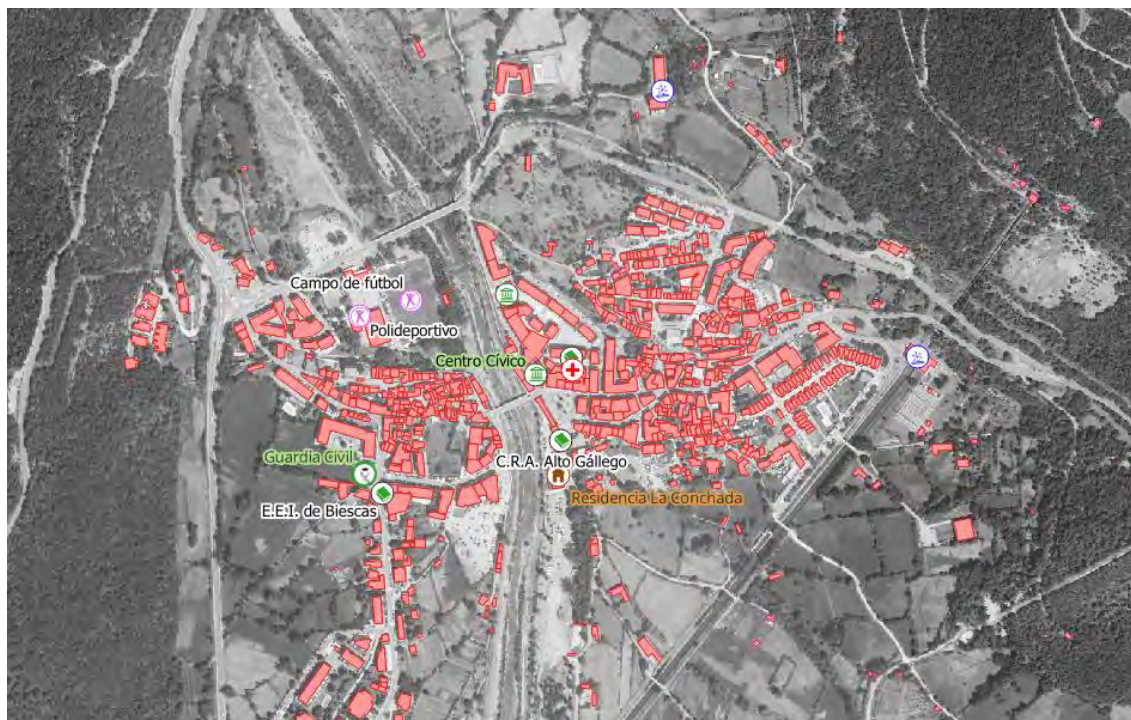 Campo de fútbol
Polideportivo
Centro Cívico
Guardia Civil
C.R.A. Alto Gállego
E.E.I. de Biescas
Residencia La Conchada